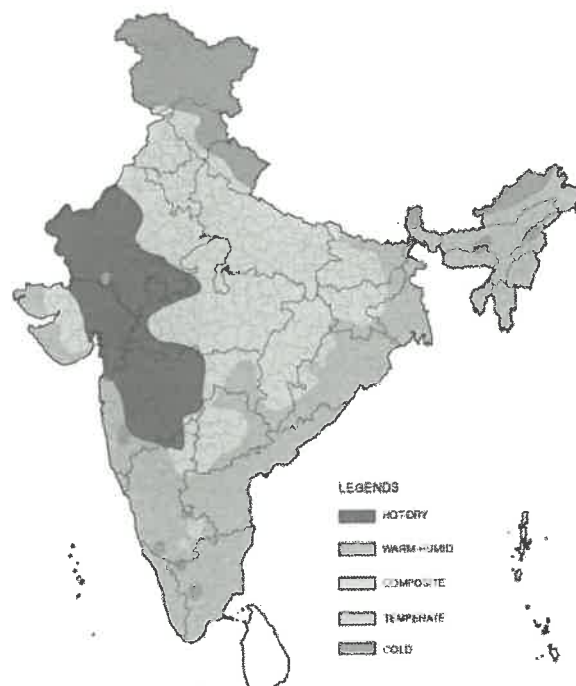 LEGENDS
HOT-DRY
WARM-HUMID
COMPOSITE
TEMPERATE
COLD